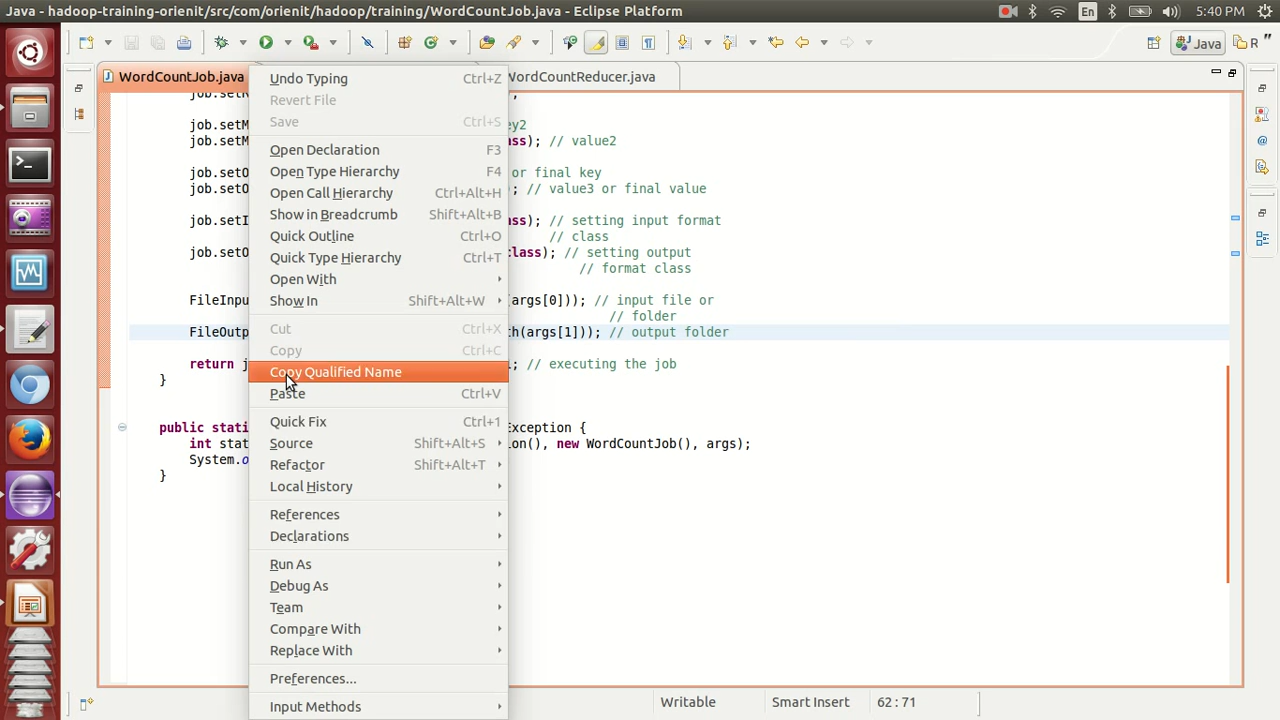 Java - hadoop-training-orienit/src/com/orienit/hadoop/training/WordCountJob.java - Eclipse Platform
En
5:40 PM
Java
R
"
WordCountJob.java
WordCountReducer.java
Undo Typing Ctrl+Z
Revert File
Save Ctrl+S
Open Declaration F3
Open Type Hierarchy F4
Open Call Hierarchy Ctrl+Alt+H
Show in Breadcrumb Shift+Alt+B
Quick Outline Ctrl+O
Quick Type Hierarchy Ctrl+T
Open With
Show In Shift+Alt+W
Cut Ctrl+X
Copy Ctrl+C
Copy Qualified Name
Paste Ctrl+V
Quick Fix Ctrl+1
Source Shift+Alt+S
Refactor Shift+Alt+T
Local History
References
Declarations
Run As
Debug As
Team
Compare With
Replace With
Preferences...
Input Methods
job.setM
ey2
job.setM
ss); // value2
job.setO
or final key
job.setO
; // value3 or final value
job.setI
ss); // setting input format
// class
job.setO
class); // setting output
// format class
FileInpu
(args[0])); // input file or
// folder
FileOutp
th(args[1])); // output folder
return j
; // executing the job
}
public stati
Exception {
int stat
on(), new WordCountJob(), args);
System.o
}
Writable
Smart Insert
62 : 71